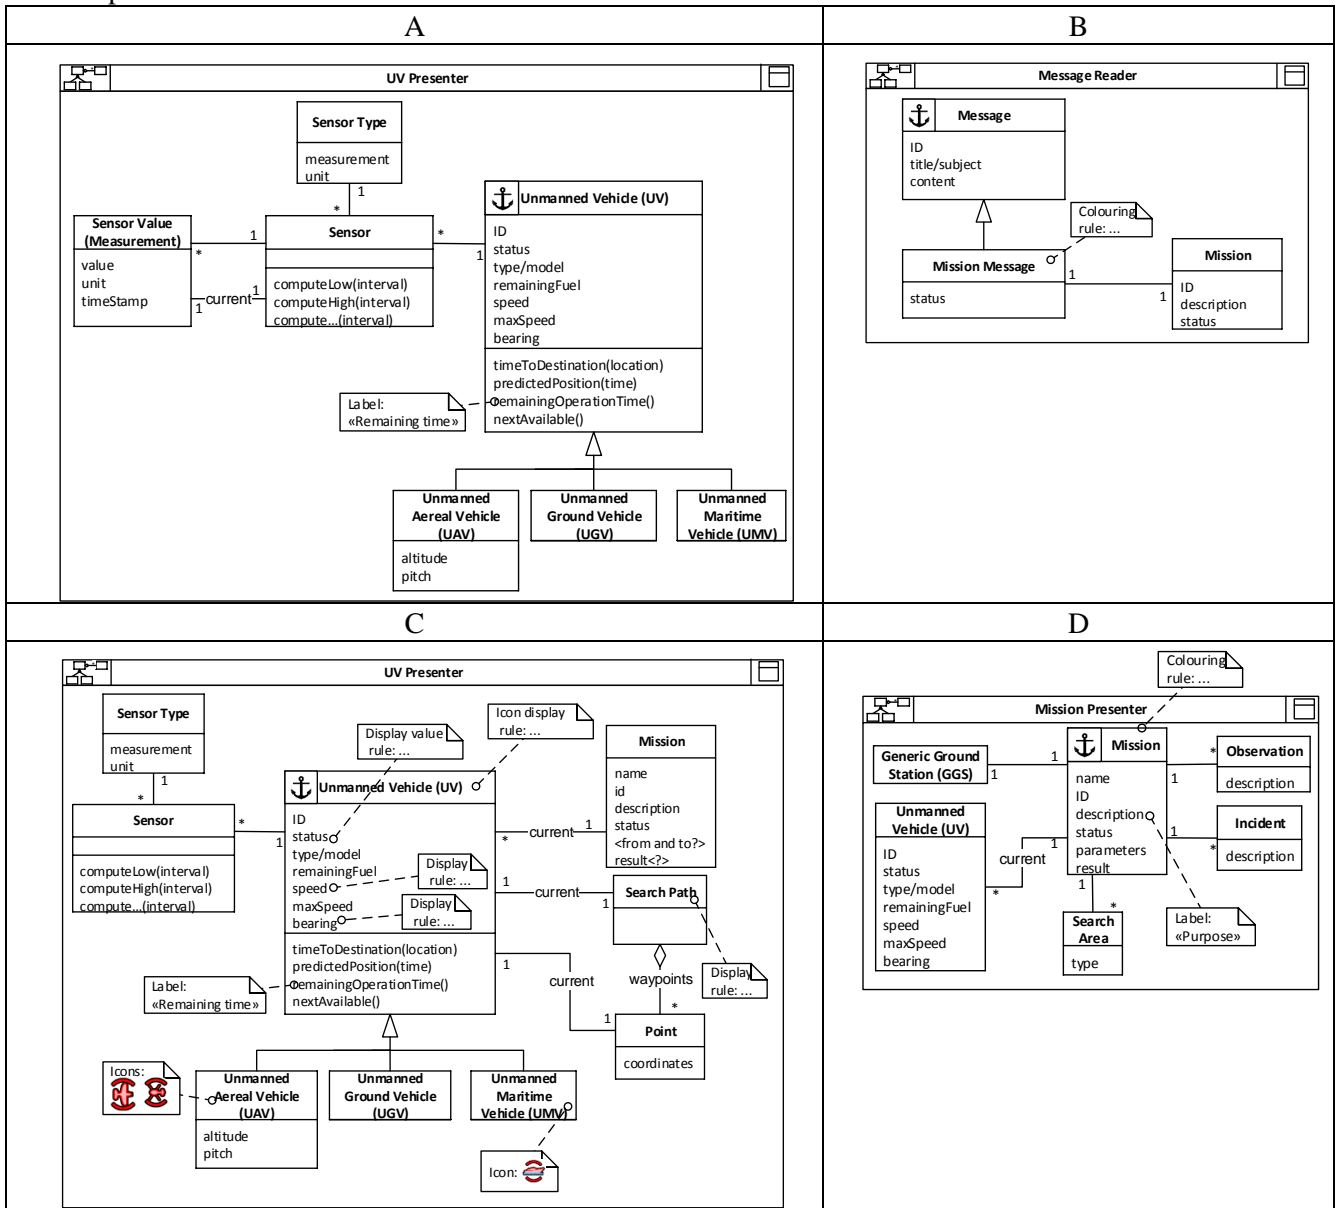 A
B
UV Presenter
Sensor Type
measurement
unit
1
*
Sensor Value
(Measurement)
value
unit
timeStamp
1
*
current
1
1
Sensor
computeLow(interval)
computeHigh(interval)
compute...(interval)
*
1
Unmanned Vehicle (UV)
ID
status
type/model
remainingFuel
speed
maxSpeed
bearing
timeToDestination(location)
predictedPosition(time)
remainingOperationTime()
nextAvailable()
Label:
«Remaining time»
Unmanned
Aereal Vehicle
(UAV)
altitude
pitch
Unmanned
Ground Vehicle
(UGV)
Unmanned
Maritime
Vehicle (UMV)
Message Reader
Message
ID
title/subject
content
Colouring
rule: ...
Mission Message
status
1
1
Mission
ID
description
status
C
D
UV Presenter
Sensor Type
measurement
unit
1
*
Sensor
computeLow(interval)
computeHigh(interval)
compute...(interval)
*
1
Display value
rule: ...
Icon display
rule: ...
Unmanned Vehicle (UV)
ID
status
type/model
remainingFuel
speed
maxSpeed
bearing
timeToDestination(location)
predictedPosition(time)
remainingOperationTime()
nextAvailable()
Display
rule: ...
Display
rule: ...
Label:
«Remaining time»
Mission
name
id
description
status
<from and to?>
result<?>
*
current
1
1
current
1
Search Path
Display
rule: ...
waypoints
*
1
current
1
Point
coordinates
Icons:
Unmanned
Aereal Vehicle
(UAV)
altitude
pitch
Unmanned
Ground Vehicle
(UGV)
Unmanned
Maritime
Vehicle (UMV)
Icon:
Colouring
rule: ...
Mission Presenter
Generic Ground
Station (GGS)
1
1
Mission
name
ID
description
status
parameters
result
*
1
Observation
description
1
*
Incident
description
Unmanned
Vehicle (UV)
ID
status
type/model
remainingFuel
speed
maxSpeed
bearing
current
1
*
1
*
Search
Area
type
Label:
«Purpose»